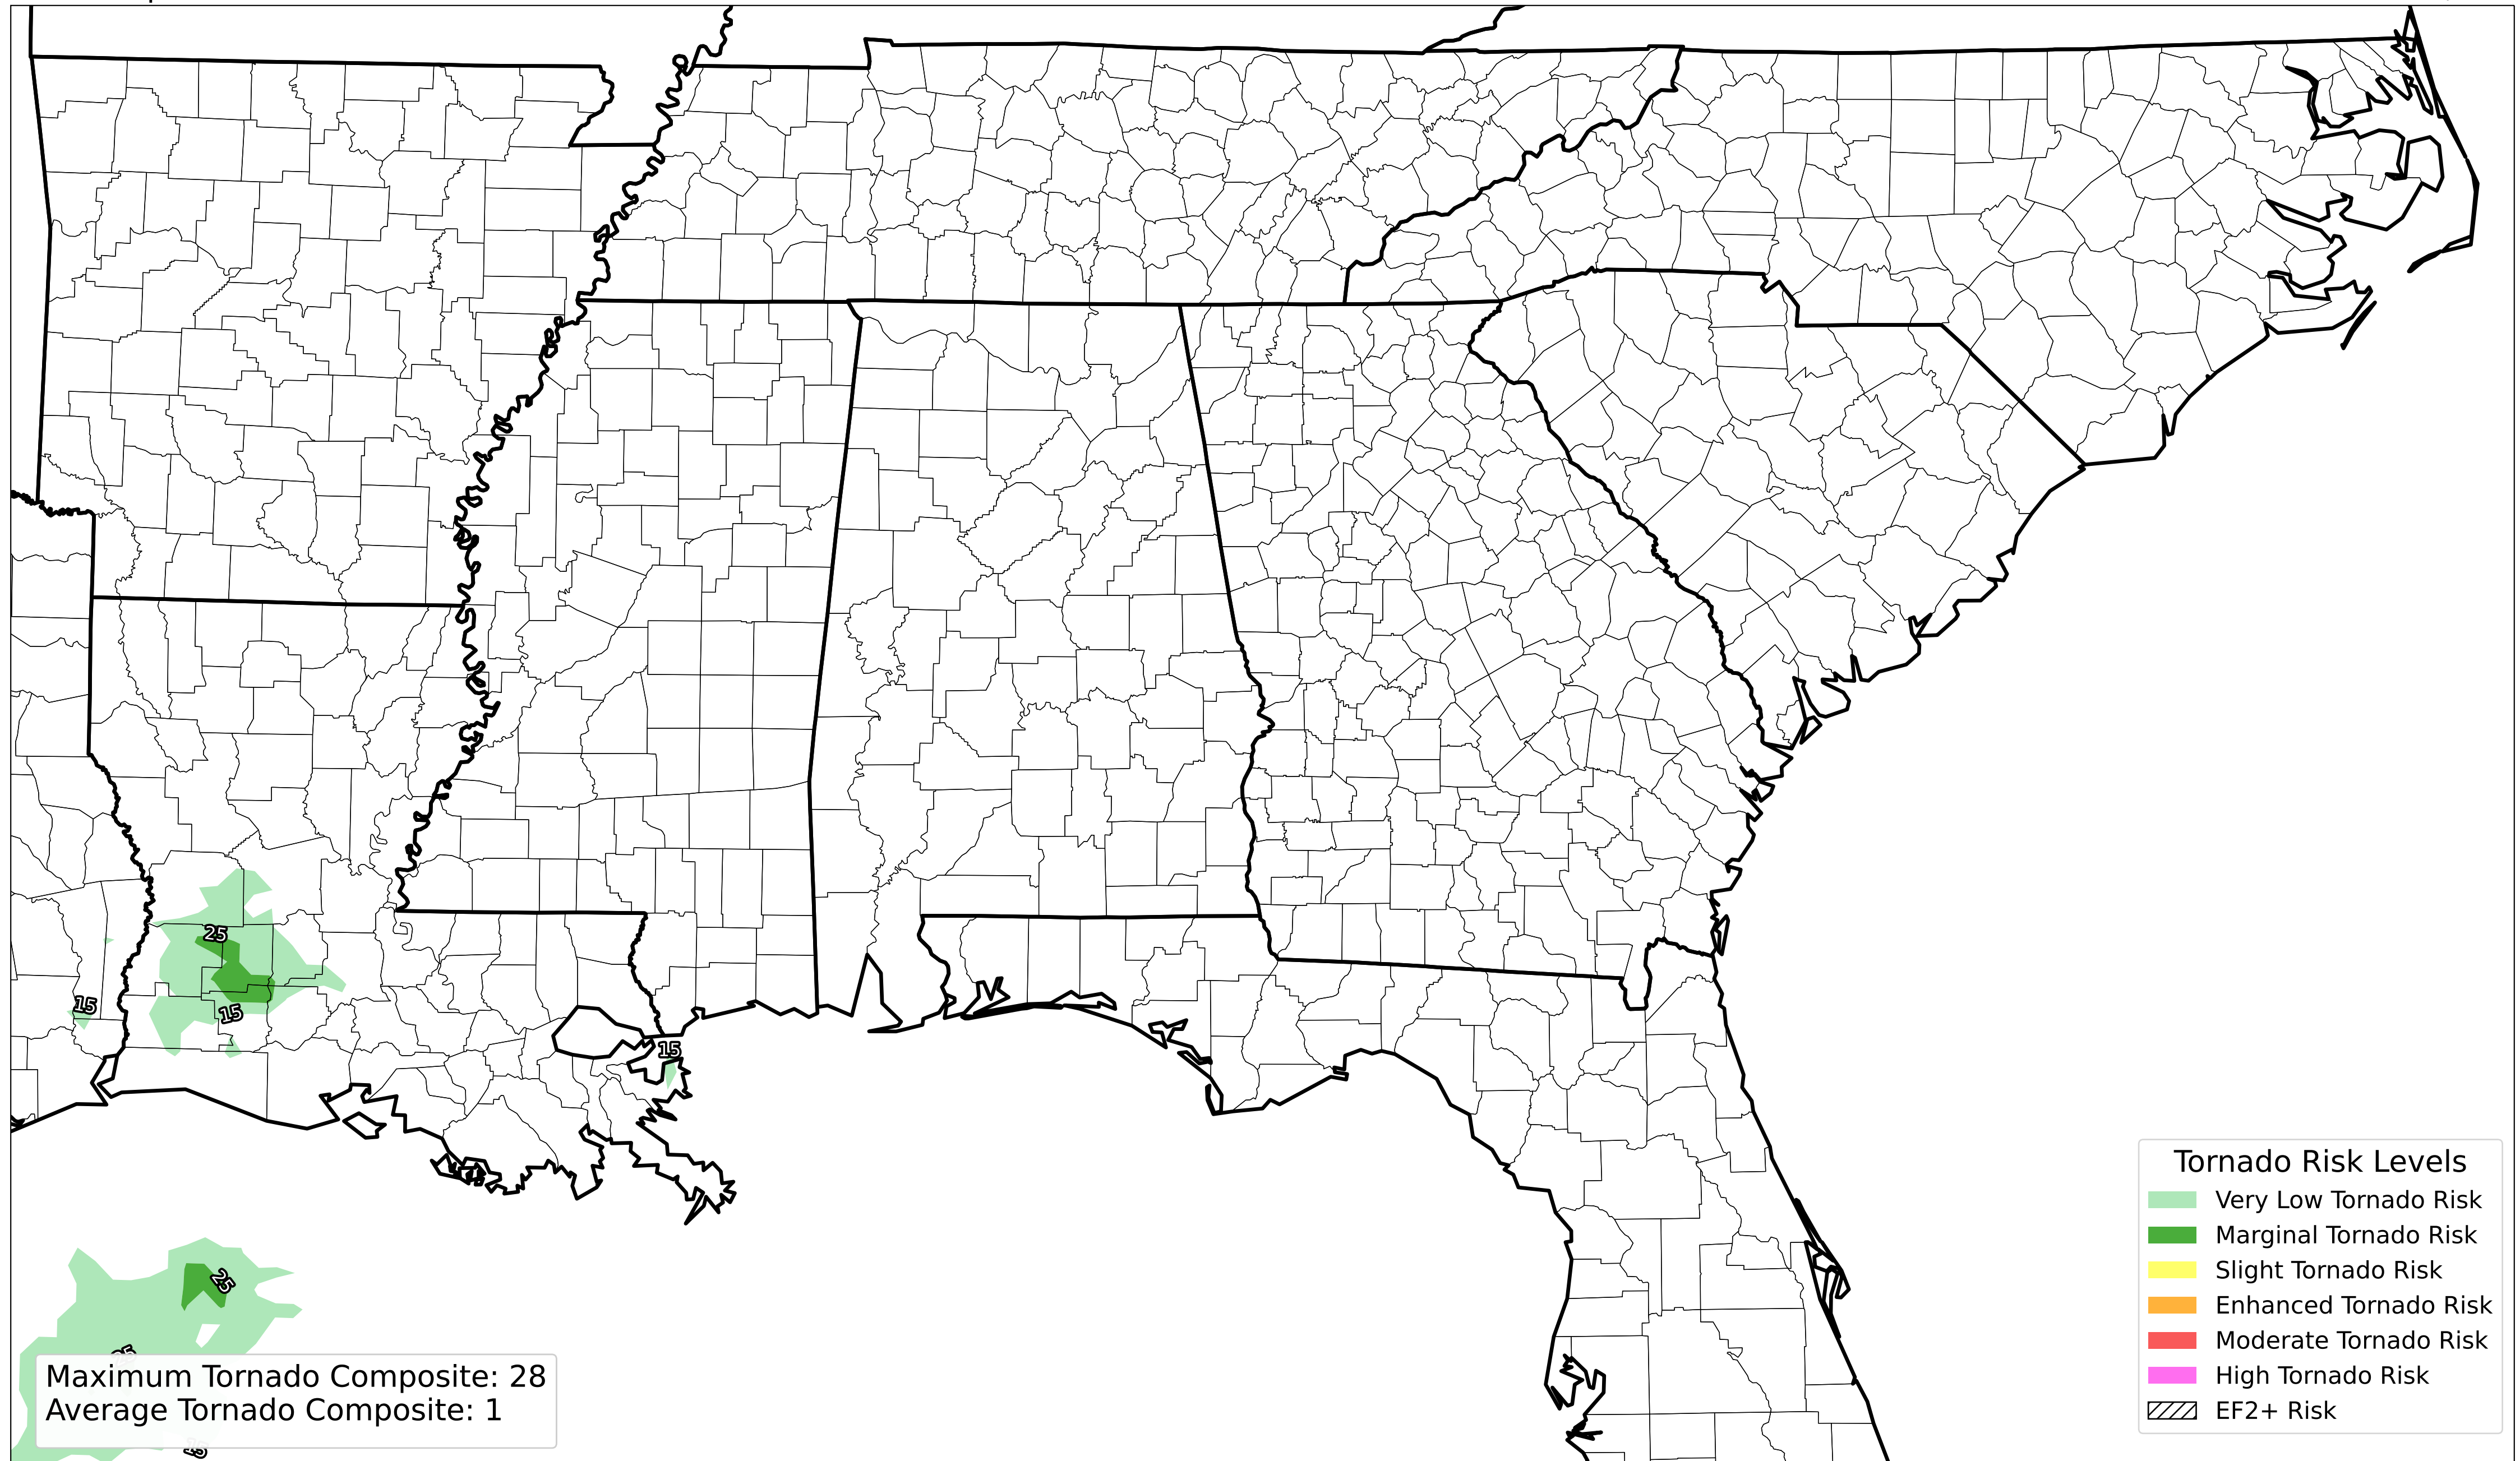 25
15
15
15
25
Maximum Tornado Composite: 28
Average Tornado Composite: 1
15
Tornado Risk Levels
Very Low Tornado Risk
Marginal Tornado Risk
Slight Tornado Risk
Enhanced Tornado Risk
Moderate Tornado Risk
High Tornado Risk
EF2+ Risk